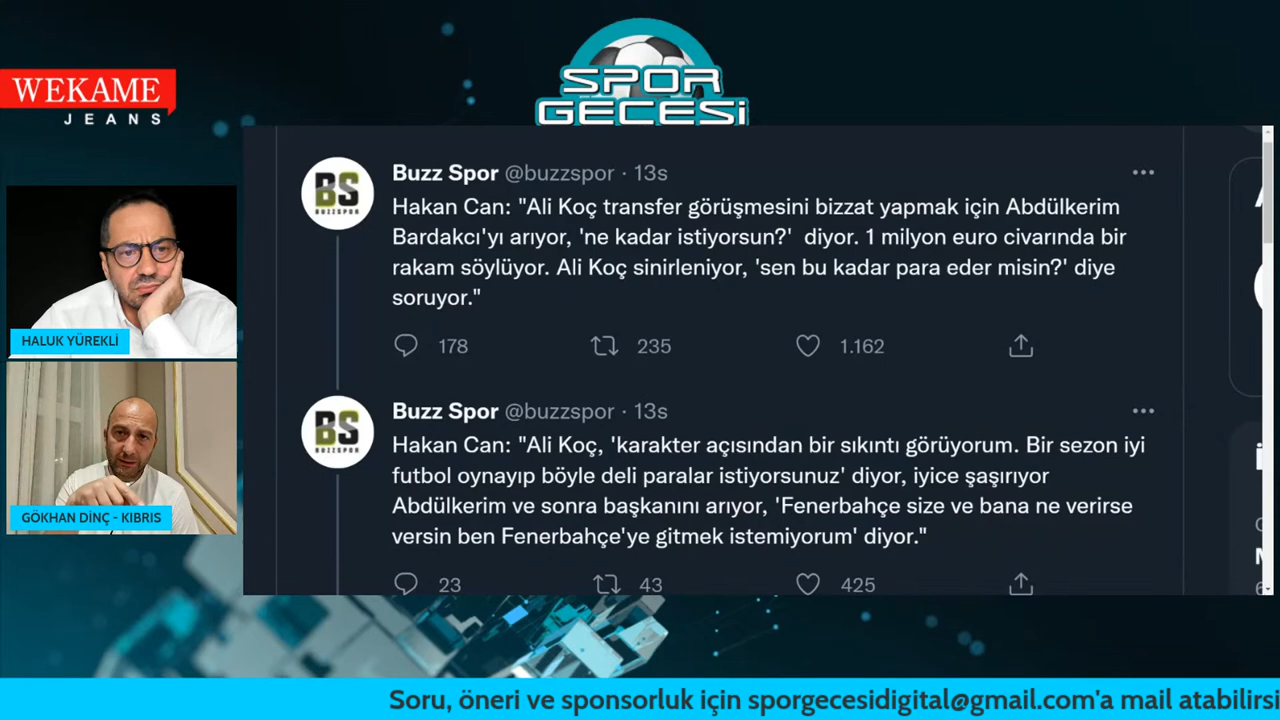 WEKAME
JEANS
SPOR
GECESİ
BS
BUZZSPOR
Buzz Spor @buzzspor · 13s
Hakan Can: "Ali Koç transfer görüşmesini bizzat yapmak için Abdülkerim
Bardakcı'yı arıyor, 'ne kadar istiyorsun?'  diyor. 1 milyon euro civarında bir
rakam söylüyor. Ali Koç sinirleniyor, 'sen bu kadar para eder misin?' diye
soruyor."
178 235 1.162
BS
BUZZSPOR
Buzz Spor @buzzspor · 13s
Hakan Can: "Ali Koç, 'karakter açısından bir sıkıntı görüyorum. Bir sezon iyi
futbol oynayıp böyle deli paralar istiyorsunuz' diyor, iyice şaşırıyor
Abdülkerim ve sonra başkanını arıyor, 'Fenerbahçe size ve bana ne verirse
versin ben Fenerbahçe'ye gitmek istemiyorum' diyor."
23 43 425
HALUK YÜREKLİ
GÖKHAN DİNÇ - KIBRIS
Soru, öneri ve sponsorluk için sporgecesidigital@gmail.com'a mail atabilirsi